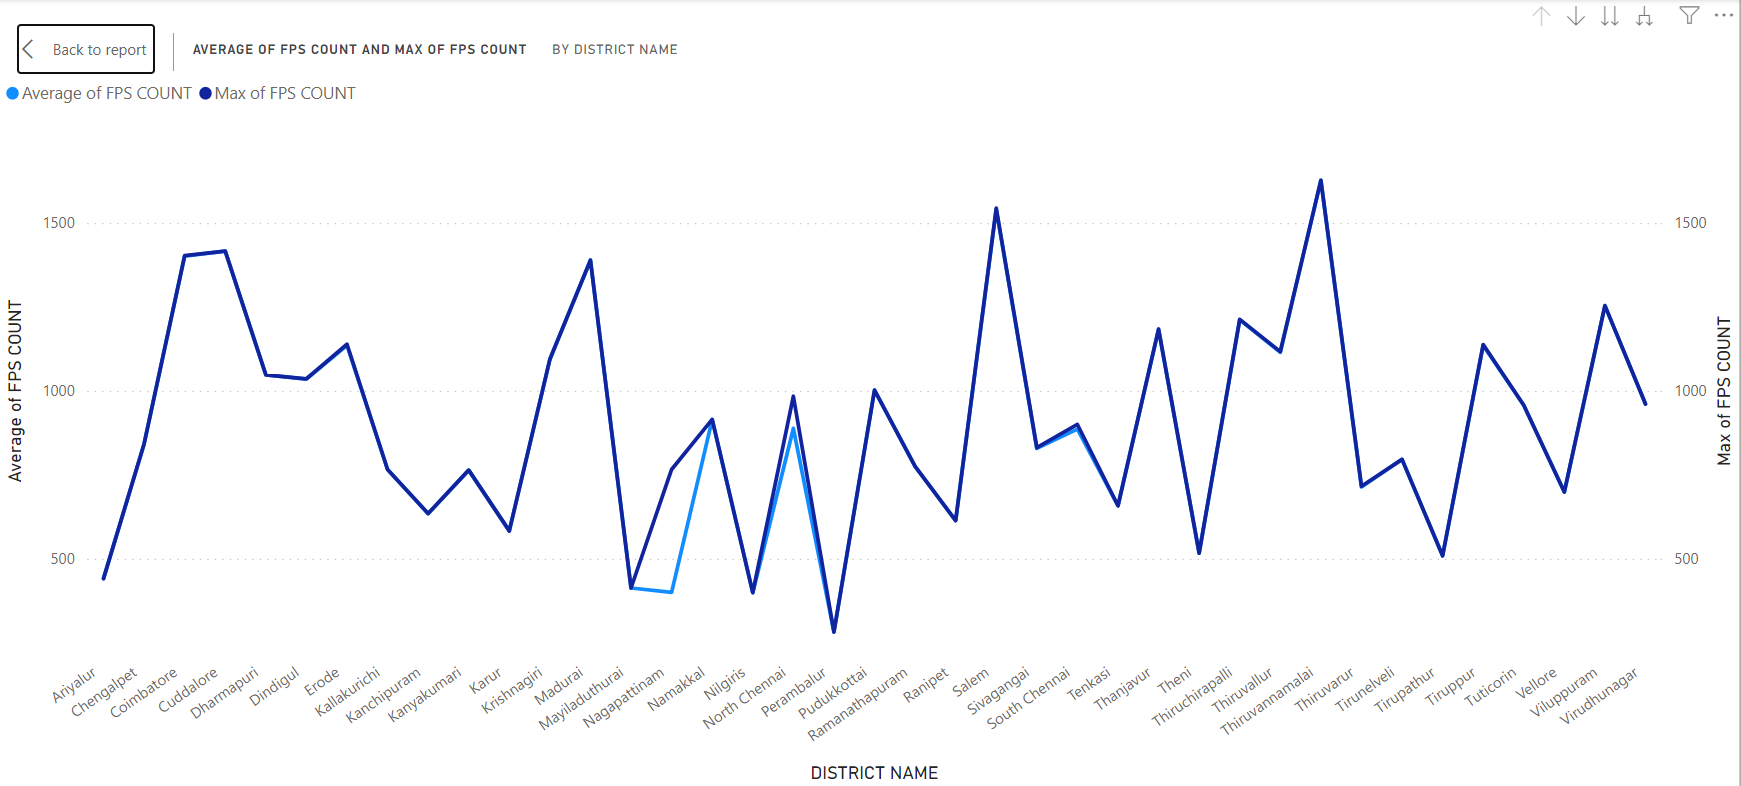 Back to report
AVERAGE OF FPS COUNT AND MAX OF FPS COUNT BY DISTRICT NAME
Average of FPS COUNT Max of FPS COUNT
1500
1000
500
Average of FPS COUNT
1500
1000
500
Max of FPS COUNT
Ariyalur
Chengalpet
Coimbatore
Cuddalore
Dharmapuri
Dindigul
Erode
Kallakurichi
Kanchipuram
Kanyakumari
Karur
Krishnagiri
Madurai
Mayiladuthurai
Nagapattinam
Namakkal
Nilgiris
North Chennai
Perambalur
Pudukkottai
Ramanathapuram
Ranipet
Salem
Sivagangai
South Chennai
Tenkasi
Thanjavur
Theni
Thiruchirapalli
Thiruvallur
Thiruvannamalai
Thiruvarur
Tirunelveli
Tirupathur
Tiruppur
Tuticorin
Vellore
Viluppuram
Virudhunagar
DISTRICT NAME